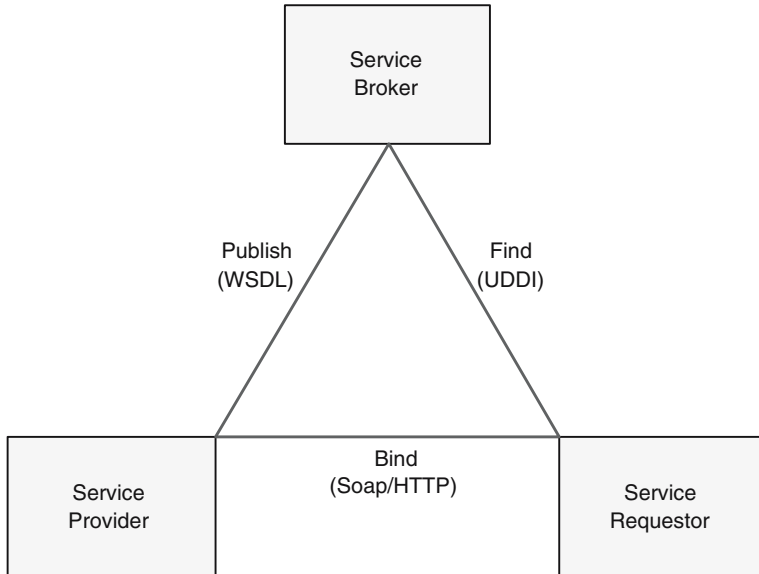 Service
Broker
Publish
(WSDL)
Find
(UDDI)
Bind
(Soap/HTTP)
Service
Provider
Service
Requestor